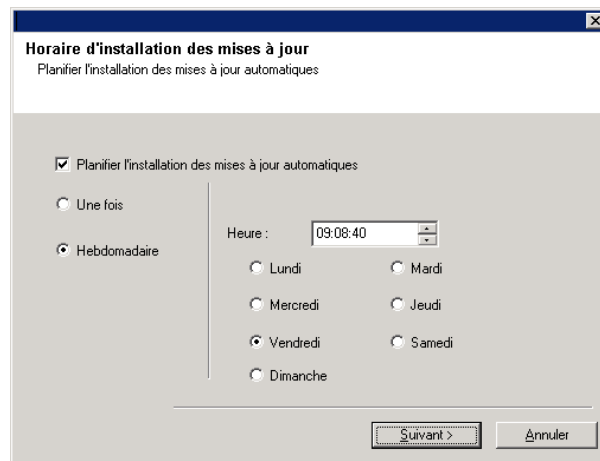 Horaire d'installation des mises à jour
Planifier l'installation des mises à jour automatiques
Planifier l'installation des mises à jour automatiques
Une fois
Hebdomadaire
Heure :
09:08:40
Lundi
Mardi
Mercredi
Jeudi
Vendredi
Samedi
Dimanche
Suivant >
Annuler